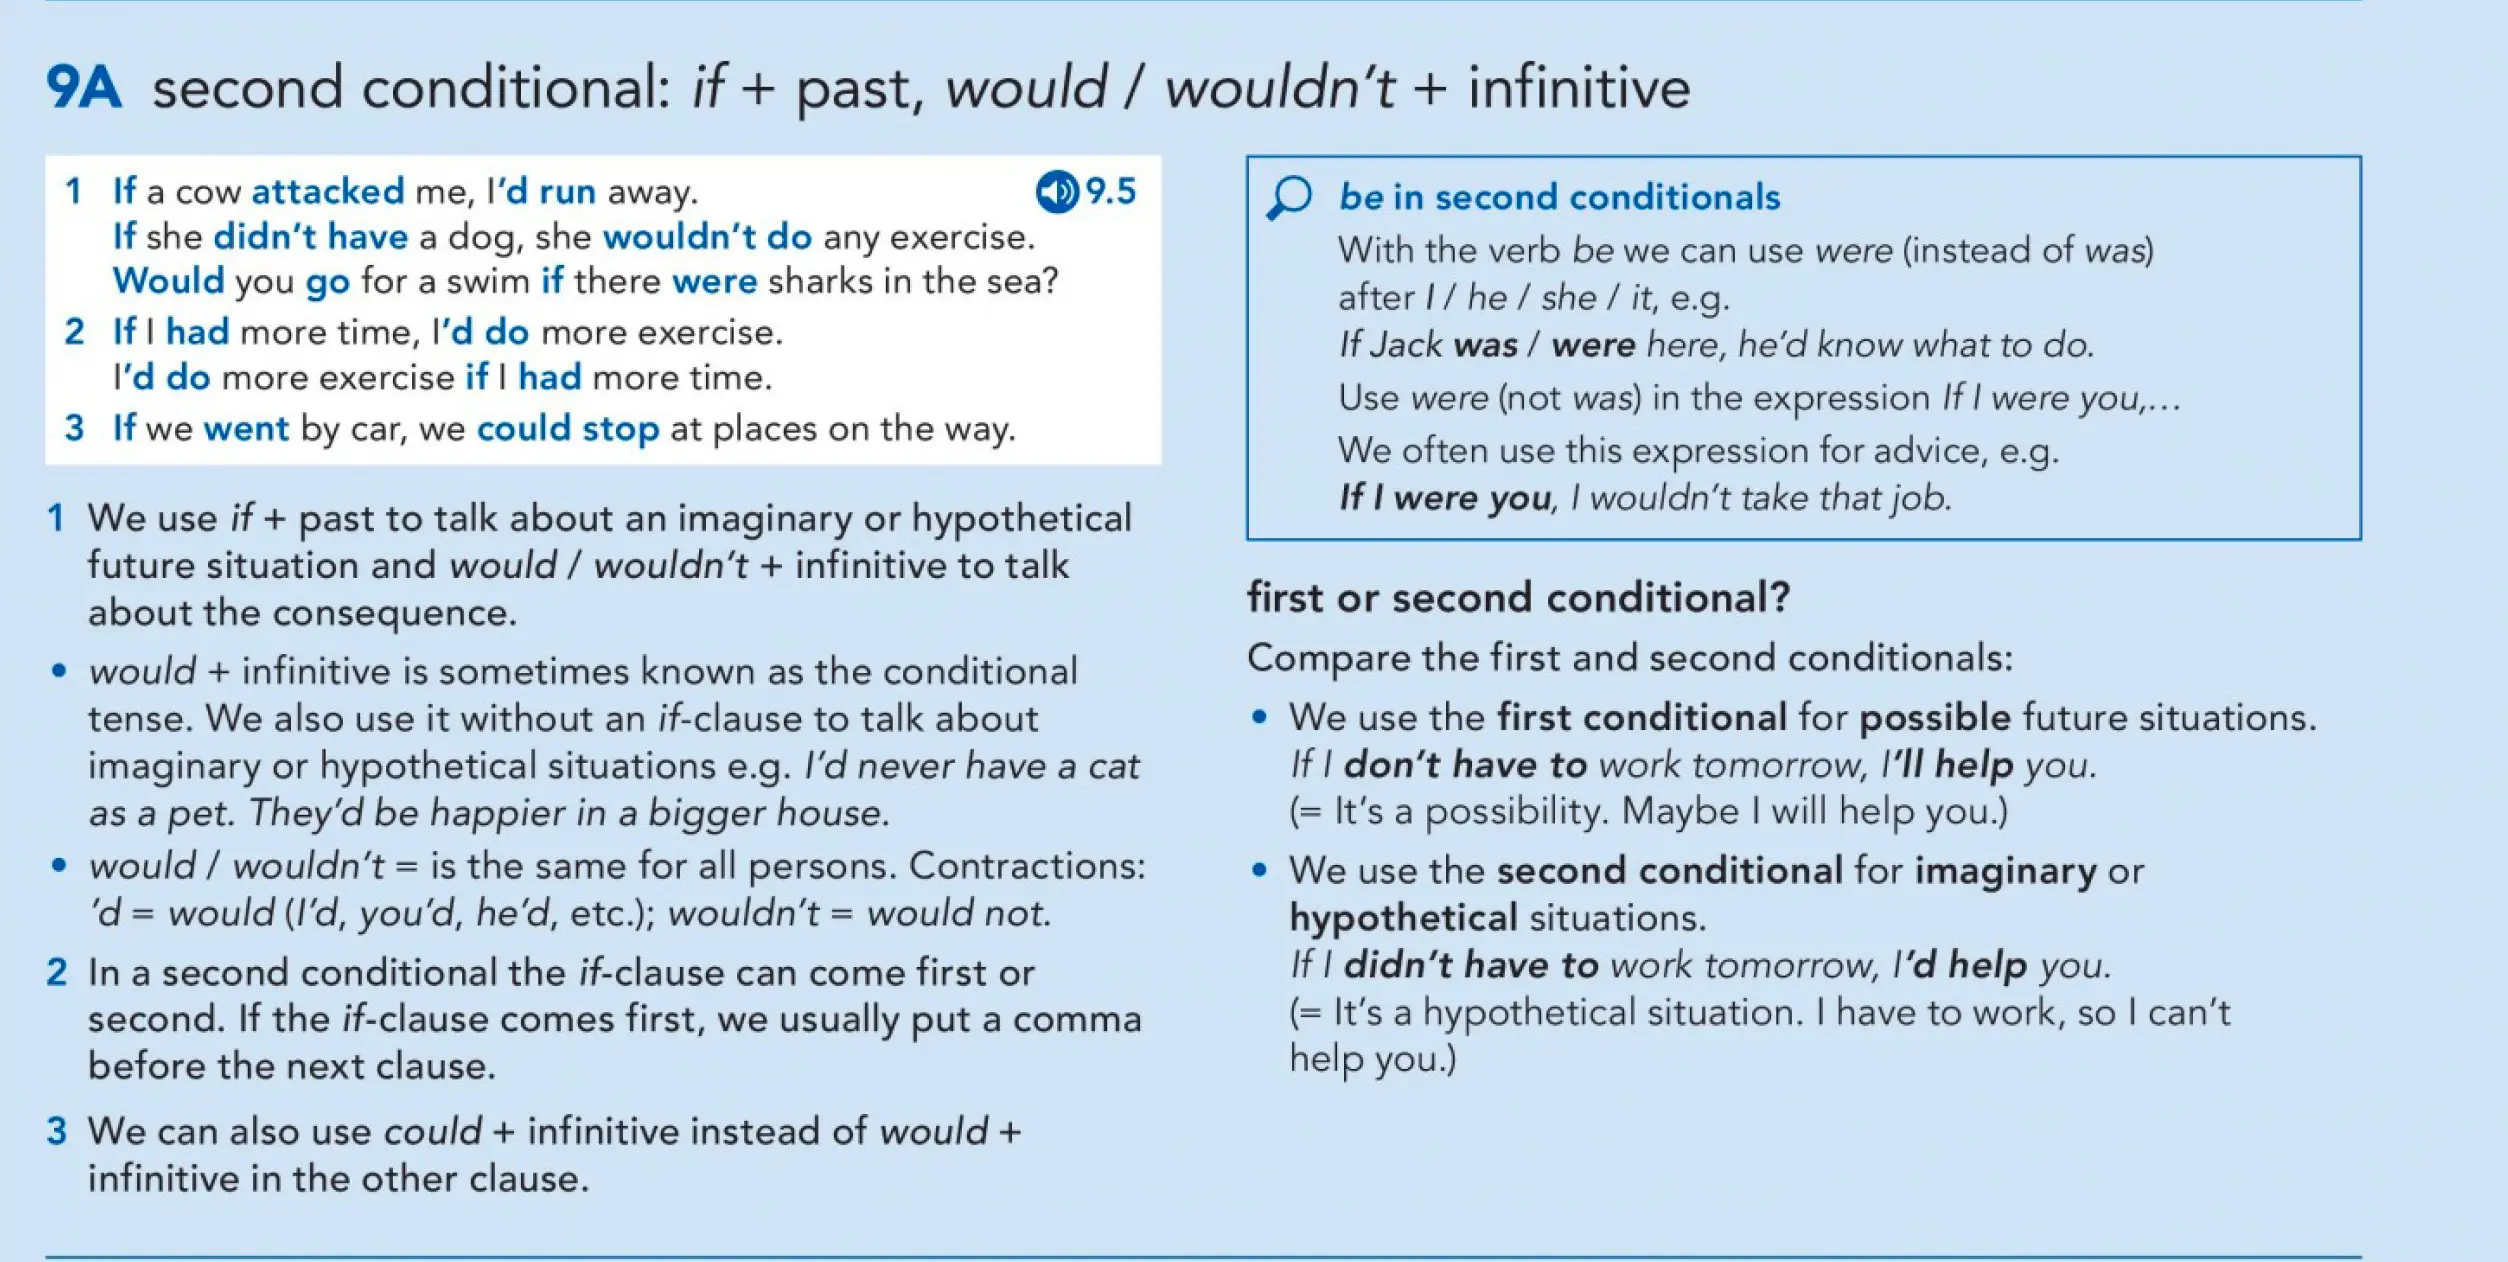 9A second conditional: if + past, would / wouldn't + infinitive
1 If a cow attacked me, I'd run away. 9.5
If she didn't have a dog, she wouldn't do any exercise.
Would you go for a swim if there were sharks in the sea?
2 If I had more time, I'd do more exercise.
I'd do more exercise if I had more time.
3 If we went by car, we could stop at places on the way.
1 We use if + past to talk about an imaginary or hypothetical
future situation and would / wouldn't + infinitive to talk
about the consequence.
• would + infinitive is sometimes known as the conditional
tense. We also use it without an if-clause to talk about
imaginary or hypothetical situations e.g. I'd never have a cat
as a pet. They'd be happier in a bigger house.
• would / wouldn't = is the same for all persons. Contractions:
'd = would (I'd, you'd, he'd, etc.); wouldn't = would not.
2 In a second conditional the if-clause can come first or
second. If the if-clause comes first, we usually put a comma
before the next clause.
3 We can also use could + infinitive instead of would +
infinitive in the other clause.
be in second conditionals
With the verb be we can use were (instead of was)
after I / he / she / it, e.g.
If Jack was / were here, he'd know what to do.
Use were (not was) in the expression If I were you,...
We often use this expression for advice, e.g.
If I were you, I wouldn't take that job.
first or second conditional?
Compare the first and second conditionals:
• We use the first conditional for possible future situations.
If I don't have to work tomorrow, I'll help you.
(= It's a possibility. Maybe I will help you.)
• We use the second conditional for imaginary or
hypothetical situations.
If I didn't have to work tomorrow, I'd help you.
(= It's a hypothetical situation. I have to work, so I can't
help you.)